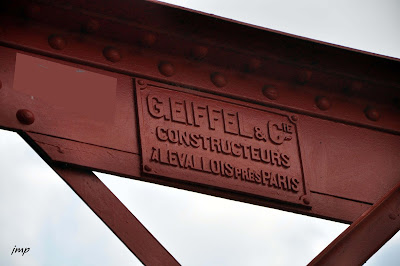 G. EIFFEL & Cie
CONSTRUCTEURS
A LEVALLOIS PRÈS PARIS
jmp